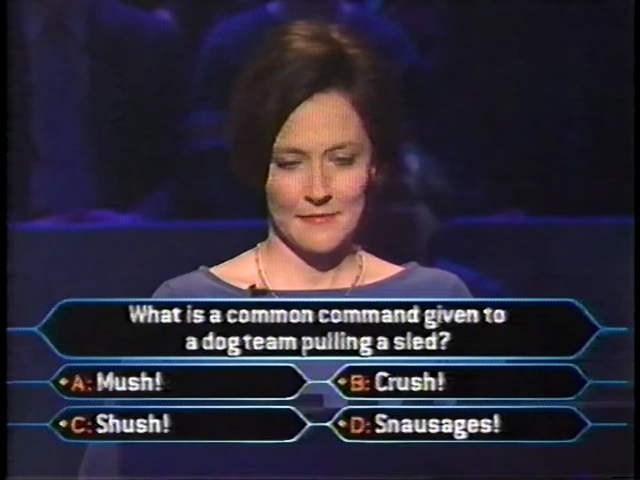 What is a common command given to
a dog team pulling a sled?
A: Mush!
B: Crush!
C: Shush!
D: Snausages!